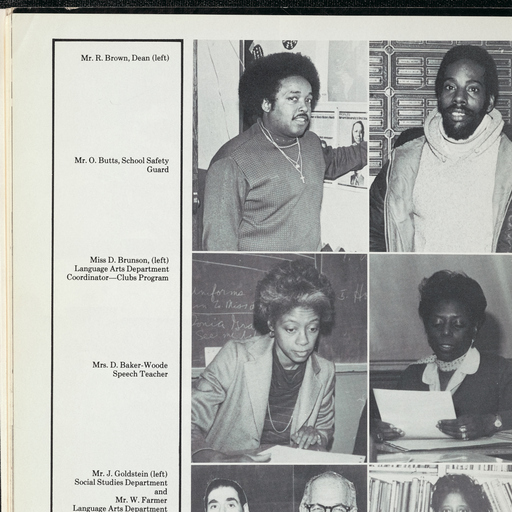 Mr. R. Brown, Dean (left)
Mr. O. Butts, School Safety
Guard
Miss D. Brunson, (left)
Language Arts Department
Coordinator—Clubs Program
Mrs. D. Baker-Woode
Speech Teacher
Mr. J. Goldstein (left)
Social Studies Department
and
Mr. W. Farmer
Language Arts Department